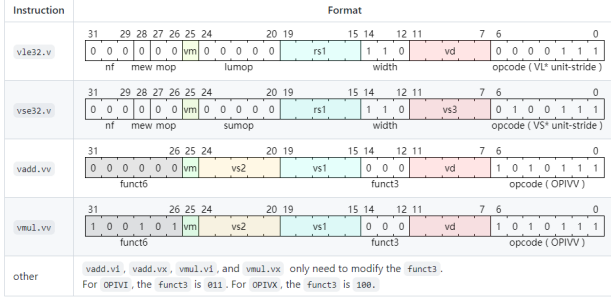 Instruction Format
31 29 28 27 26 25 24 20 19 15 14 12 11 7 6 0
vle32.v 0 0 0 0 0 0 vm 0 0 0 0 0 rs1 1 1 0 vd 0 0 0 0 1 1 1
nf mew mop lumop width opcode ( VL* unit-stride )
31 29 28 27 26 25 24 20 19 15 14 12 11 7 6 0
vse32.v 0 0 0 0 0 0 vm 0 0 0 0 0 rs1 1 1 0 vs3 0 1 0 0 1 1 1
nf mew mop sumop width opcode ( VS* unit-stride )
31 26 25 24 20 19 15 14 12 11 7 6 0
vadd.vv 0 0 0 0 0 0 vm vs2 vs1 0 0 0 vd 1 0 1 0 1 1 1
funct6 funct3 opcode ( OPIVV )
31 26 25 24 20 19 15 14 12 11 7 6 0
vmul.vv 1 0 0 1 0 1 vm vs2 vs1 0 0 0 vd 1 0 1 0 1 1 1
funct6 funct3 opcode ( OPIVV )
other vadd.vi , vadd.vx , vmul.vi , and vmul.vx only need to modify the funct3 .
For OPIVI , the funct3 is 011 . For OPIVX , the funct3 is 100.